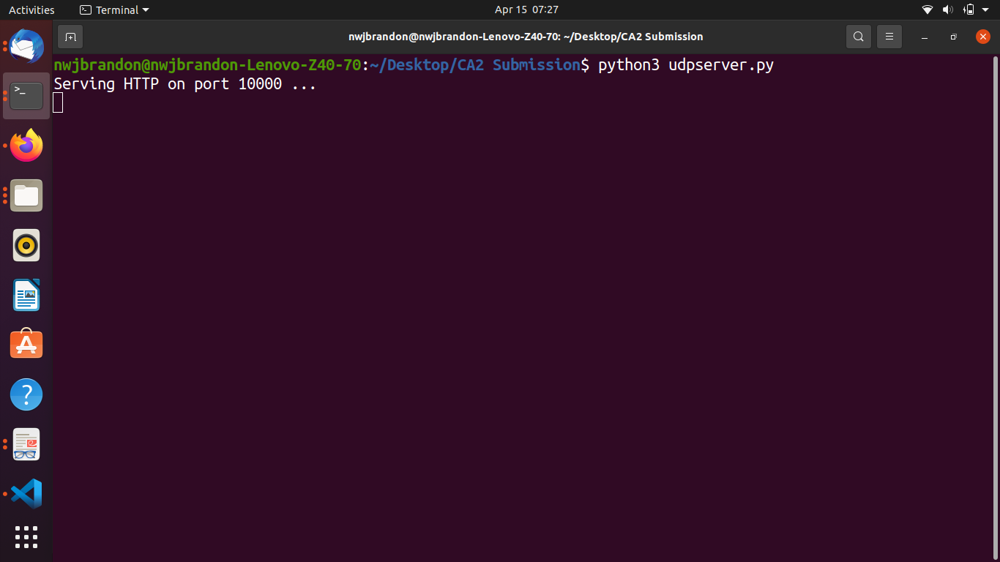 Activities
Terminal
Apr 15 07:27
nwjbrandon@nwjbrandon-Lenovo-Z40-70: ~/Desktop/CA2 Submission
nwjbrandon@nwjbrandon-Lenovo-Z40-70:~/Desktop/CA2 Submission$ python3 udpserver.py
Serving HTTP on port 10000 ...